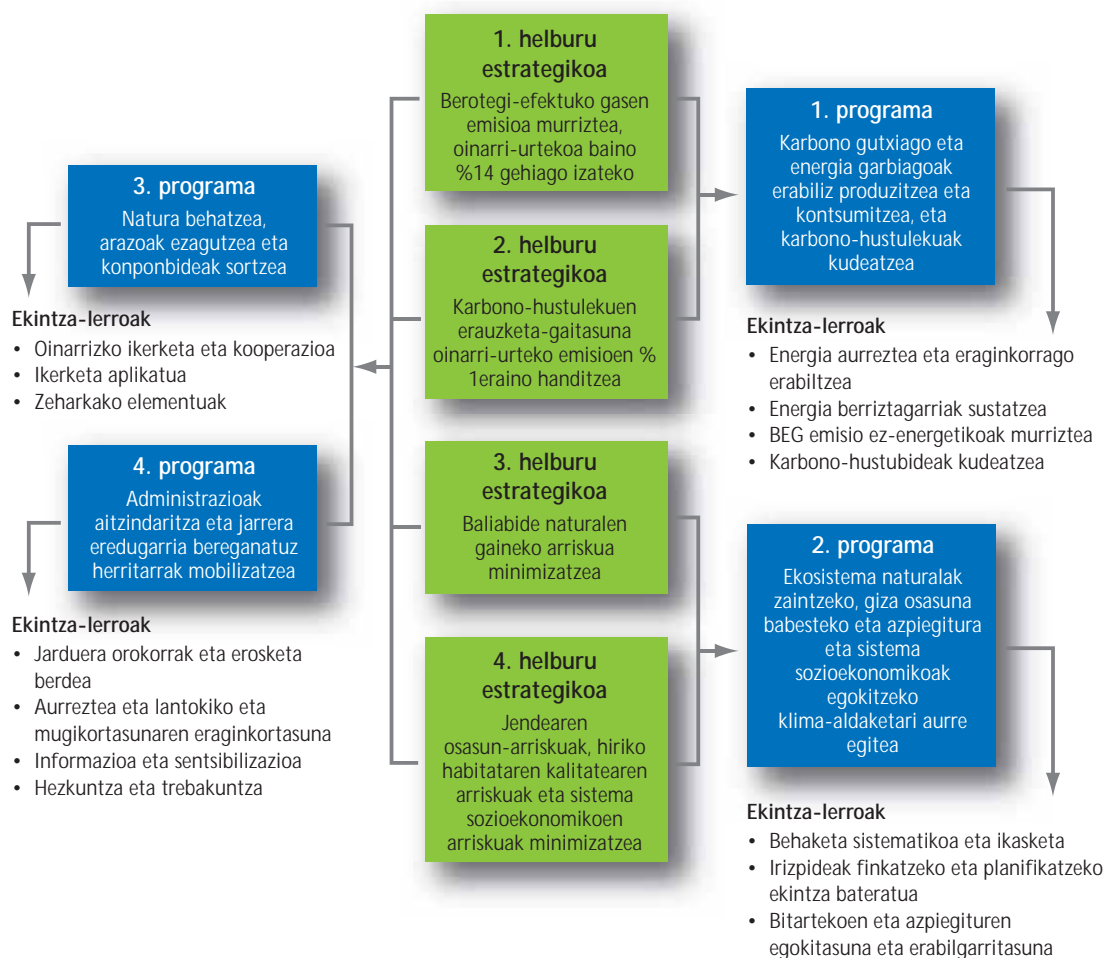 1. helburu
estrategikoa
Berotegi-efektuko gasen
emisioa murriztea,
oinarri-urtekoa baino
%14 gehiago izateko
2. helburu
estrategikoa
Karbono-hustulekuen
erauzketa-gaitasuna
oinarri-urteko emisioen %
1eraino handitzea
3. helburu
estrategikoa
Baliabide naturalen
gaineko arriskua
minimizatzea
4. helburu
estrategikoa
Jendearen
osasun-arriskuak, hiriko
habitataren kalitatearen
arriskuak eta sistema
sozioekonomikoen
arriskuak minimizatzea
1. programa
Karbono gutxiago eta
energia garbiagoak
erabiliz produzitzea eta
kontsumitzea, eta
karbono-hustulekuak
kudeatzea
Ekintza-lerroak
• Energia aurreztea eta eraginkorrago
erabiltzea
• Energia berriztagarriak sustatzea
• BEG emisio ez-energetikoak murriztea
• Karbono-hustubideak kudeatzea
2. programa
Ekosistema naturalak
zaintzeko, giza osasuna
babesteko eta azpiegitura
eta sistema
sozioekonomikoak
egokitzeko
klima-aldaketari aurre
egitea
Ekintza-lerroak
• Behaketa sistematikoa eta ikasketa
• Irizpideak finkatzeko eta planifikatzeko
ekintza bateratua
• Bitartekoen eta azpiegituren
egokitasuna eta erabilgarritasuna
3. programa
Natura behatzea,
arazoak ezagutzea eta
konponbideak sortzea
Ekintza-lerroak
• Oinarrizko ikerketa eta kooperazioa
• Ikerketa aplikatua
• Zeharkako elementuak
4. programa
Administrazioak
aitzindaritza eta jarrera
eredugarria bereganatuz
herritarrak mobilizatzea
Ekintza-lerroak
• Jarduera orokorrak eta erosketa
berdea
• Aurreztea eta lantokiko eta
mugikortasunaren eraginkortasuna
• Informazioa eta sentsibilizazioa
• Hezkuntza eta trebakuntza